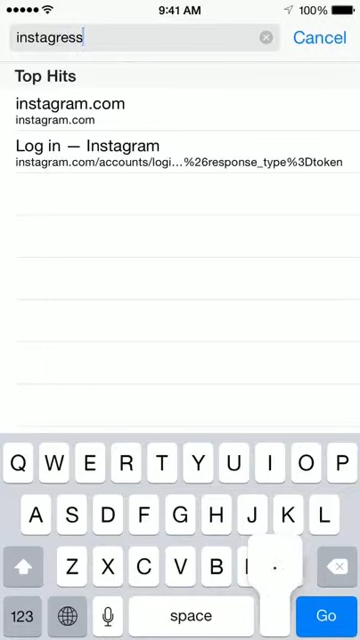 9:41 AM
100%
instagress
Cancel
Top Hits
instagram.com
instagram.com
Log in — Instagram
instagram.com/accounts/logi...%26response_type%3Dtoken
Q W E R T Y U I O P
A S D F G H J K L
Z X C V B .
123 space . Go